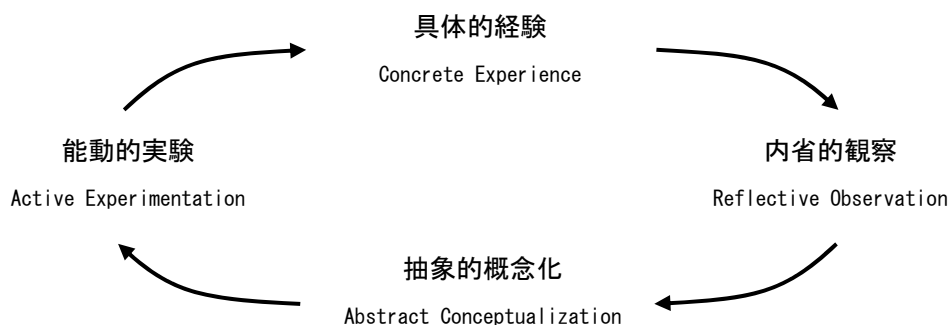 具体的経験
Concrete Experience
能動的実験
Active Experimentation
内省的観察
Reflective Observation
抽象的概念化
Abstract Conceptualization